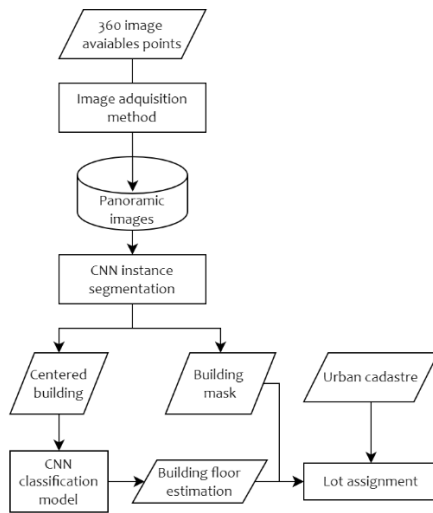 360 image
avaiables points
Image adquisition
method
Panoramic
images
CNN instance
segmentation
Centered
building
Building
mask
Urban cadastre
CNN
classification
model
Building floor
estimation
Lot assignment